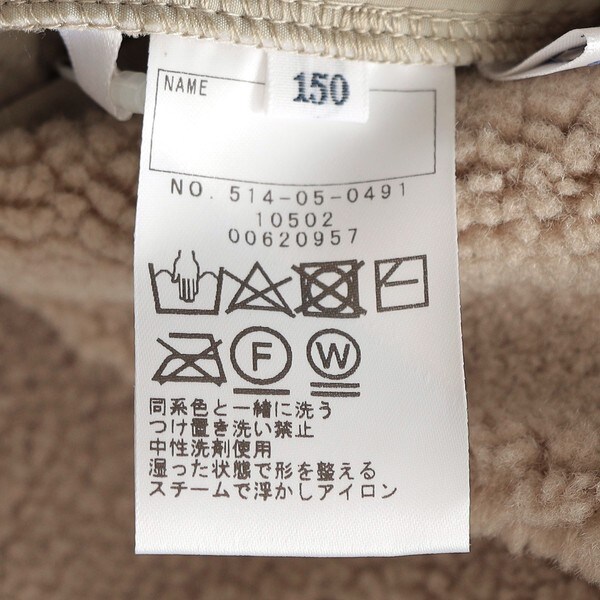 NAME
150
NO. 514-05-0491
10502
00620957
F
W
同系色と一緒に洗う
つけ置き洗い禁止
中性洗剤使用
湿った状態で形を整える
スチームで浮かしアイロン